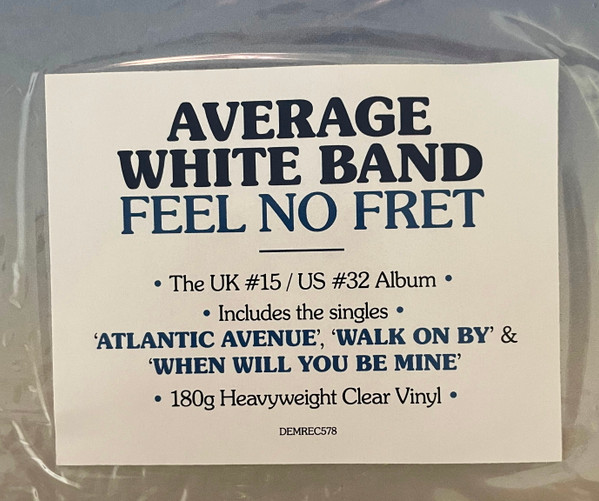 AVERAGE
WHITE BAND
FEEL NO FRET
• The UK #15 / US #32 Album •
• Includes the singles •
‘ATLANTIC AVENUE’, ‘WALK ON BY’ &
‘WHEN WILL YOU BE MINE’
• 180g Heavyweight Clear Vinyl •
DEMREC578